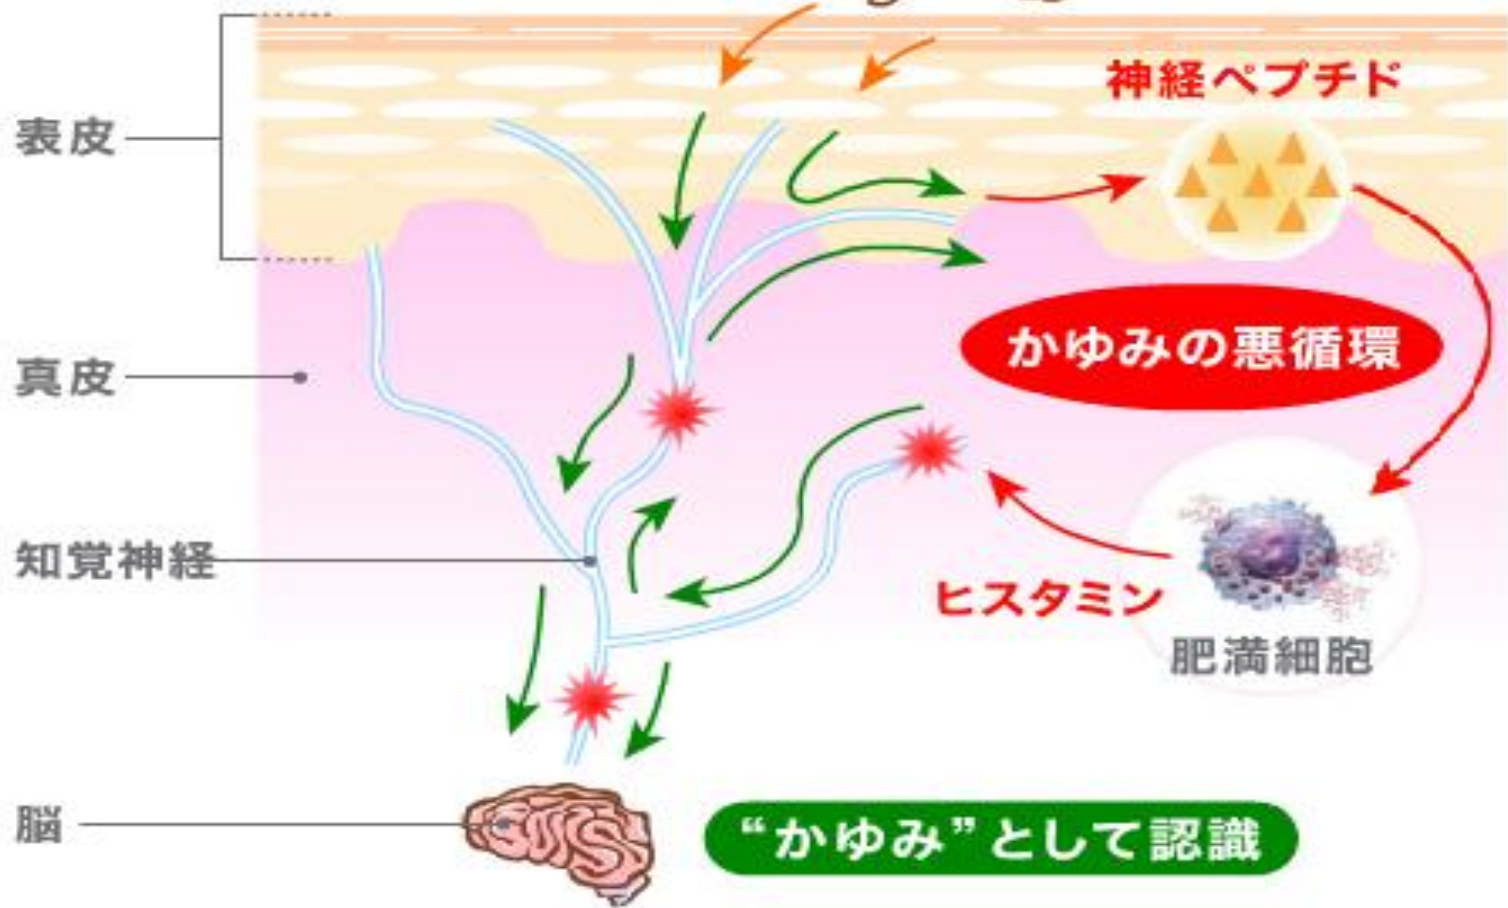 表皮
神経ペプチド
かゆみの悪循環
真皮
知覚神経
ヒスタミン
肥満細胞
脳
“かゆみ”として認識